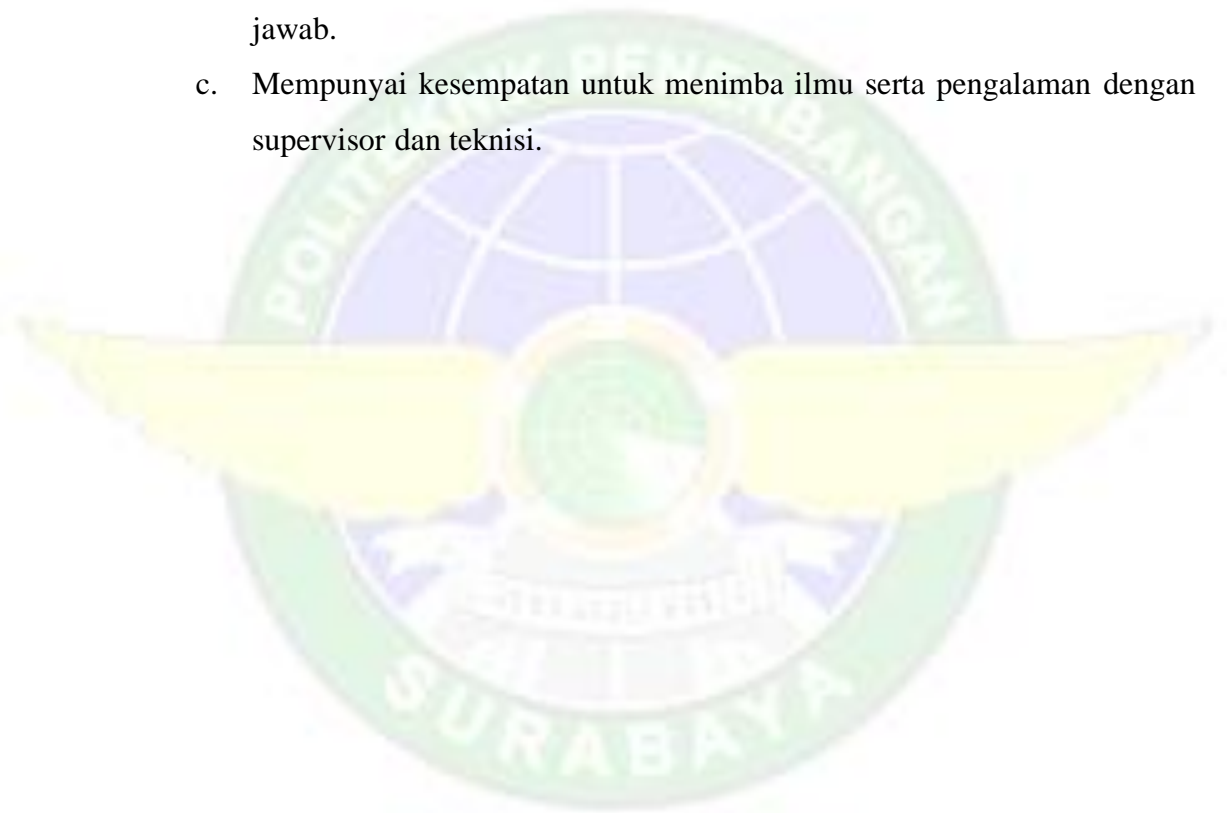 jawab.
c. Mempunyai kesempatan untuk menimba ilmu serta pengalaman dengan
supervisor dan teknisi.
POLITEKNIK PENERBANGAN
SURABAYA